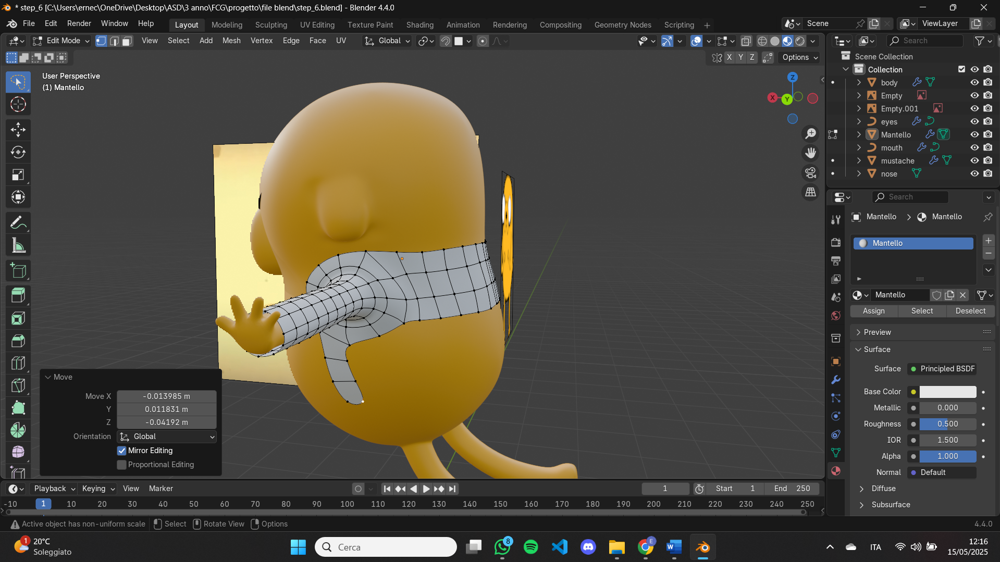 * step_6 [C:\Users\ernec\OneDrive\Desktop\ASD\3 anno\FCG\progetto\file blend\step_6.blend] - Blender 4.4.0
File Edit Render Window Help
Layout Modeling Sculpting UV Editing Texture Paint Shading Animation Rendering Compositing Geometry Nodes Scripting +
Scene
ViewLayer
Edit Mode
View Select Add Mesh Vertex Edge Face UV
Global
X Y Z
Options
User Perspective
(1) Mantello
Z
X
Y
Search
Scene Collection
Collection
body
Empty
Empty.001
eyes
Mantello
mouth
mustache
nose
Search
Mantello > Mantello
Mantello
Mantello
Assign Select Deselect
Preview
Surface
Surface Principled BSDF
Base Color
Metallic 0.000
Roughness 0.500
IOR 1.500
Alpha 1.000
Normal Default
Diffuse
Subsurface
Move
Move X -0.013985 m
Y 0.011831 m
Z -0.04192 m
Orientation Global
Mirror Editing
Proportional Editing
Playback Keying View Marker
1
Start 1
End 250
-10 1 10 20 30 40 50 60 70 80 90 100 110 120 130 140 150 160 170 180 190 200 210 220 230 240 250
Active object has non-uniform scale
Select Rotate View Options
4.4.0
1
20°C
Soleggiato
Cerca
8
E
W
ITA
12:16
15/05/2025